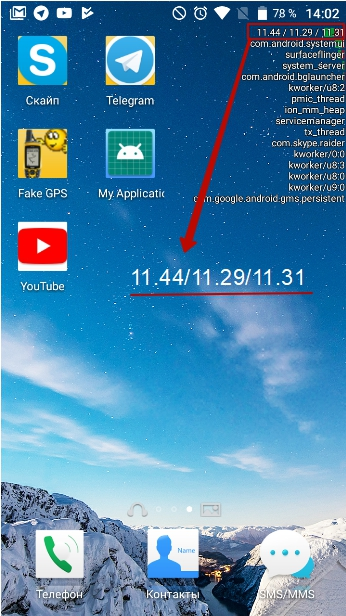 78 % 14:02
11.44 / 11.29 / 11.31
com.android.systemui
surfaceflinger
system_server
com.android.bglauncher
kworker/u8:2
pmic_thread
ion_mm_heap
servicemanager
tx_thread
com.skype.raider
kworker/0:0
kworker/u8:3
kworker/u8:0
kworker/u9:0
com.google.android.gms.persistent
Скайп
Telegram
Fake GPS
My Applicatio
YouTube
11.44/11.29/11.31
Name
Телефон
Контакты
SMS/MMS